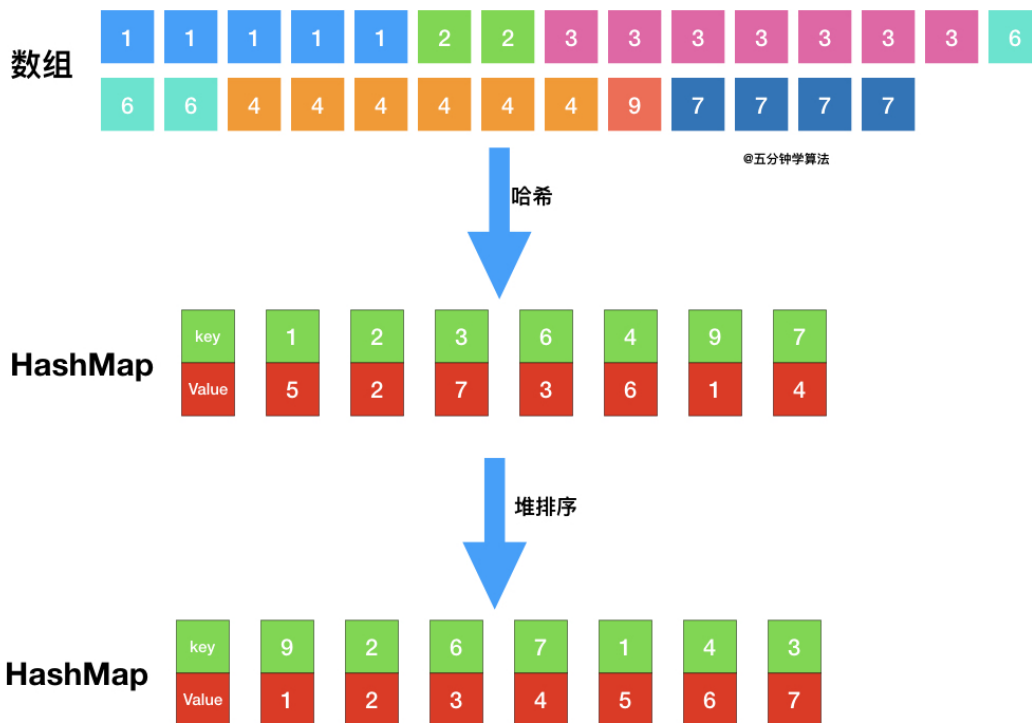 1 1 1 1 1 2 2 3 3 3 3 3 3 3 6
数组
6 6 4 4 4 4 4 4 9 7 7 7 7
@五分钟学算法
哈希
key 1 2 3 6 4 9 7
HashMap
Value 5 2 7 3 6 1 4
堆排序
key 9 2 6 7 1 4 3
HashMap
Value 1 2 3 4 5 6 7